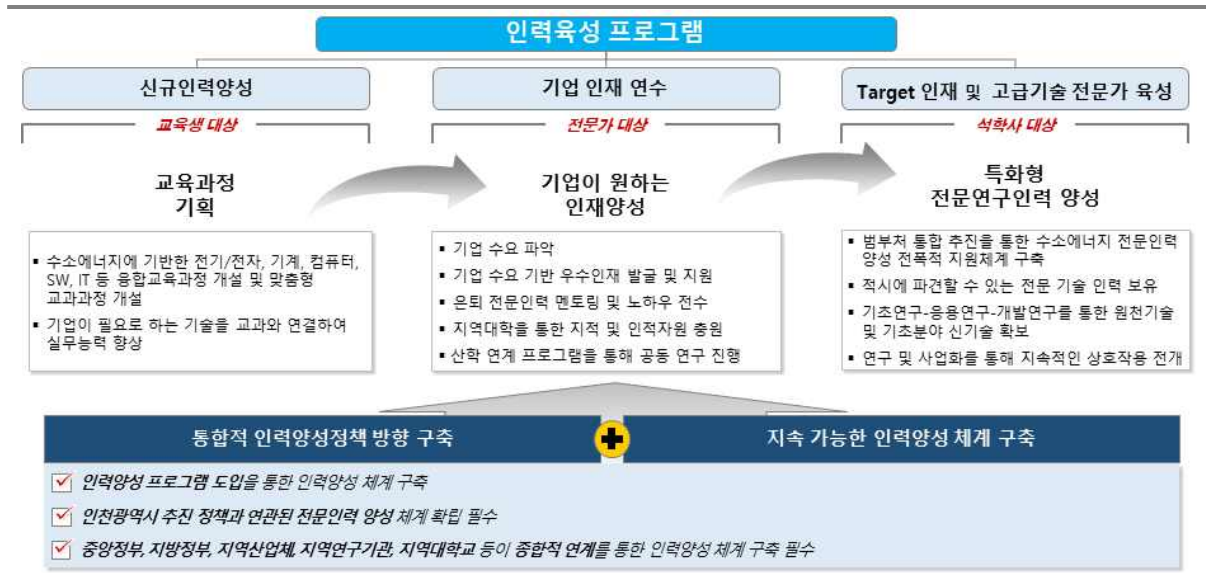 인력육성 프로그램
신규인력양성
교육생 대상
교육과정
기획
▪ 수소에너지에 기반한 전기/전자, 기계, 컴퓨터,
SW, IT 등 융합교육과정 개설 및 맞춤형
교과과정 개설
▪ 기업이 필요로 하는 기술을 교과와 연결하여
실무능력 향상
기업 인재 연수
전문가 대상
기업이 원하는
인재양성
▪ 기업 수요 파악
▪ 기업 수요 기반 우수인재 발굴 및 지원
▪ 은퇴 전문인력 멘토링 및 노하우 전수
▪ 지역대학을 통한 지적 및 인적자원 충원
▪ 산학 연계 프로그램을 통해 공동 연구 진행
Target 인재 및 고급기술 전문가 육성
석학사 대상
특화형
전문연구인력 양성
▪ 범부처 통합 추진을 통한 수소에너지 전문인력
양성 전폭적 지원체계 구축
▪ 적시에 파견할 수 있는 전문 기술 인력 보유
▪ 기초연구-응용연구-개발연구를 통한 원천기술
및 기초분야 신기술 확보
▪ 연구 및 사업화를 통해 지속적인 상호작용 전개
통합적 인력양성정책 방향 구축
지속 가능한 인력양성 체계 구축
인력양성 프로그램 도입을 통한 인력양성 체계 구축
인천광역시 추진 정책과 연관된 전문인력 양성 체계 확립 필수
중앙정부, 지방정부, 지역산업체, 지역연구기관, 지역대학교 등이 종합적 연계를 통한 인력양성 체계 구축 필수